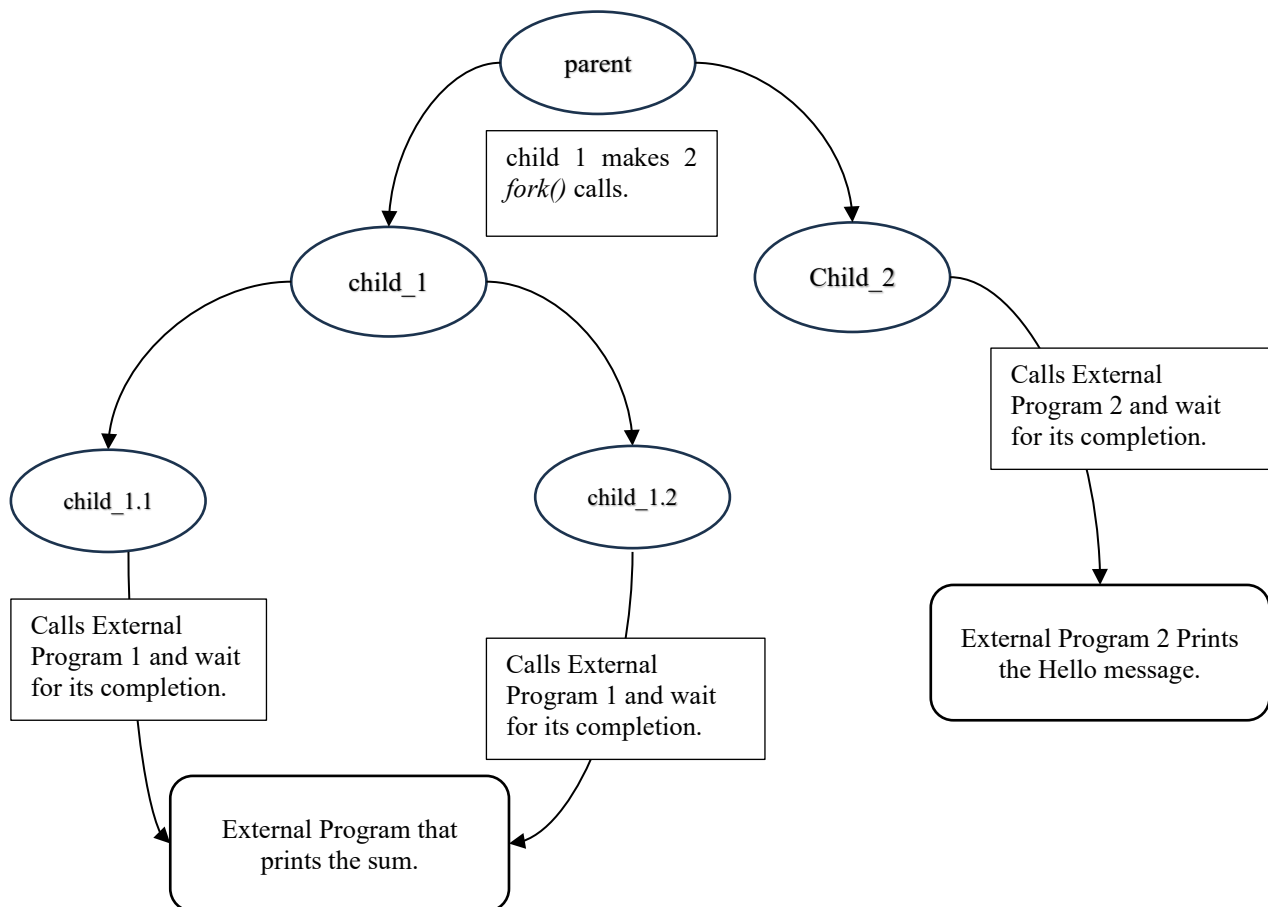 parent
child 1 makes 2
fork() calls.
child_1
Child_2
Calls External
Program 2 and wait
for its completion.
child_1.1
child_1.2
External Program 2 Prints
the Hello message.
Calls External
Program 1 and wait
for its completion.
Calls External
Program 1 and wait
for its completion.
External Program that
prints the sum.